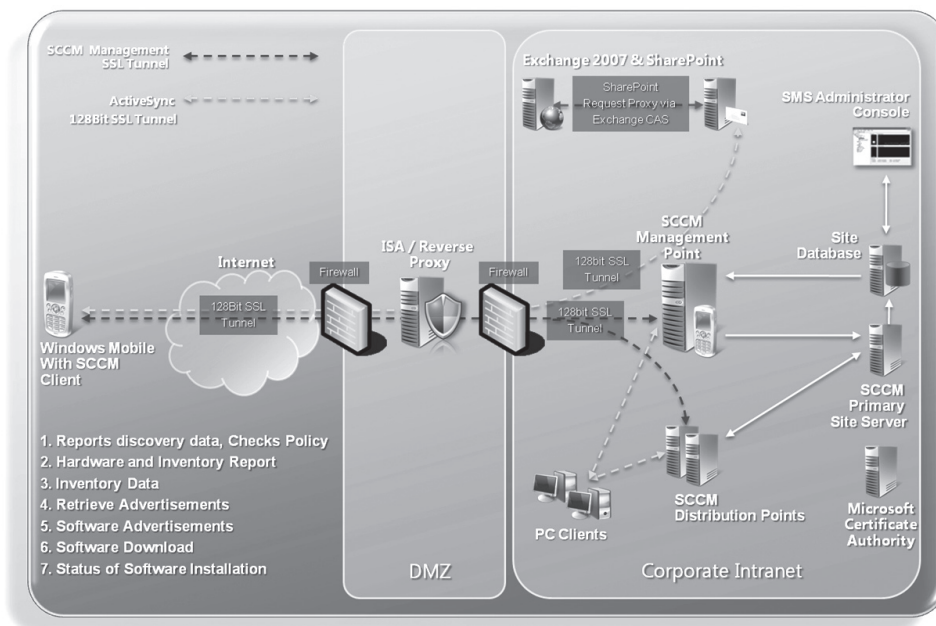 SCCM Management
SSL Tunnel
ActiveSync
128Bit SSL Tunnel
Exchange 2007 & SharePoint
SharePoint
Request Proxy via
Exchange CAS
SMS Administrator
Console
SCCM
Management
Point
Site
Database
ISA / Reverse
Proxy
Internet
Firewall
Firewall
128bit SSL
Tunnel
128Bit SSL
Tunnel
128bit SSL
Tunnel
Windows Mobile
With SCCM
Client
SCCM
Primary
Site Server
1. Reports discovery data, Checks Policy
2. Hardware and Inventory Report
3. Inventory Data
4. Retrieve Advertisements
5. Software Advertisements
6. Software Download
7. Status of Software Installation
PC Clients
SCCM
Distribution Points
Microsoft
Certificate
Authority
DMZ
Corporate Intranet